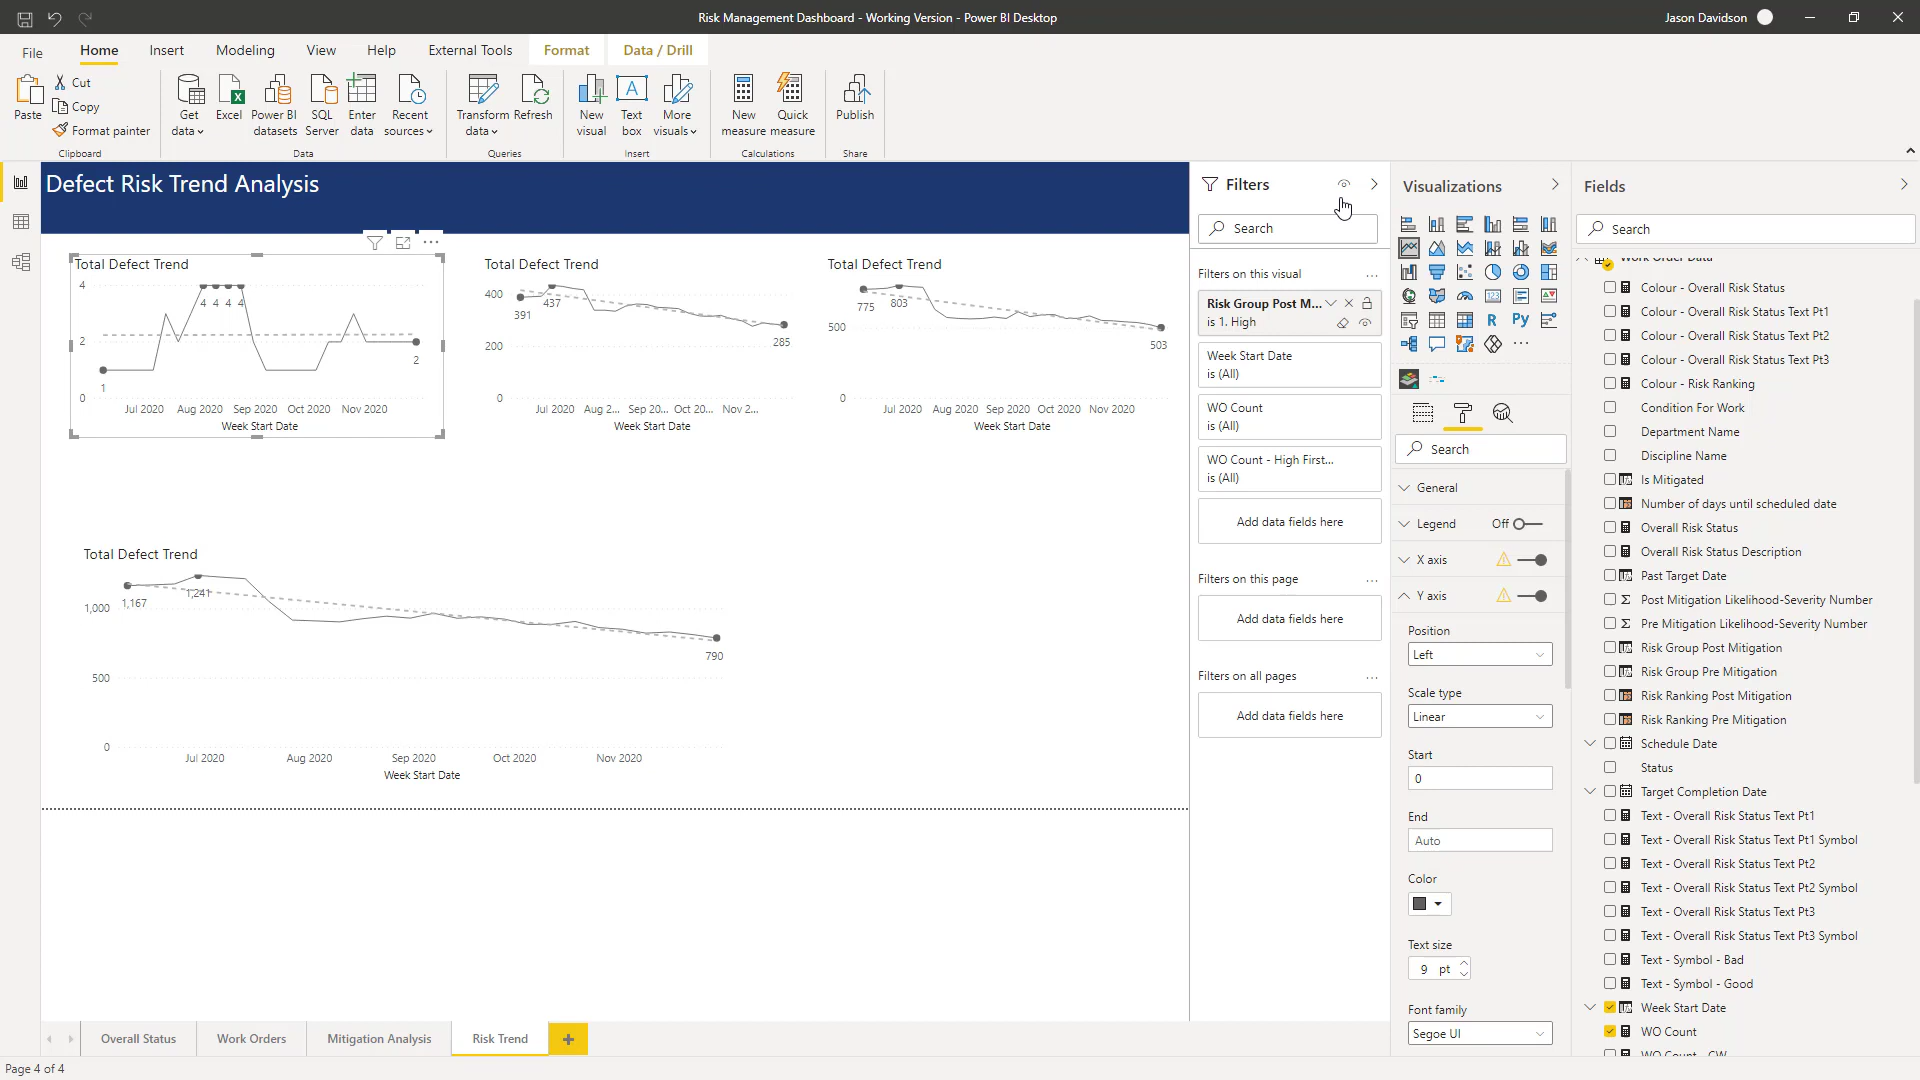 Risk Management Dashboard - Working Version - Power BI Desktop
Jason Davidson
File
Home
Insert
Modeling
View
Help
External Tools
Format
Data / Drill
Paste
Cut
Copy
Format painter
Clipboard
Get data
Excel
Power BI datasets
SQL Server
Enter data
Recent sources
Data
Transform data
Refresh
Queries
New visual
Text box
More visuals
Insert
New measure
Quick measure
Calculations
Publish
Share
Defect Risk Trend Analysis
Total Defect Trend
4
2
0
4 4 4 4
1
2
Jul 2020 Aug 2020 Sep 2020 Oct 2020 Nov 2020
Week Start Date
Total Defect Trend
400
200
0
391
437
285
Jul 2020 Aug 2... Sep 20... Oct 20... Nov 2...
Week Start Date
Total Defect Trend
500
0
775
803
503
Jul 2020 Aug 2020 Sep 2020 Oct 2020 Nov 2020
Week Start Date
Total Defect Trend
1,000
500
0
1,167
1,241
790
Jul 2020 Aug 2020 Sep 2020 Oct 2020 Nov 2020
Week Start Date
Filters
Search
Filters on this visual
Risk Group Post M...
is 1. High
Week Start Date
is (All)
WO Count
is (All)
WO Count - High First...
is (All)
Add data fields here
Filters on this page
Add data fields here
Filters on all pages
Add data fields here
Visualizations
R
Py
Search
General
Legend Off
X axis
Y axis
Position
Left
Scale type
Linear
Start
0
End
Auto
Color
Text size
9 pt
Font family
Segoe UI
Fields
Search
Work Order Data
Colour - Overall Risk Status
Colour - Overall Risk Status Text Pt1
Colour - Overall Risk Status Text Pt2
Colour - Overall Risk Status Text Pt3
Colour - Risk Ranking
Condition For Work
Department Name
Discipline Name
Is Mitigated
Number of days until scheduled date
Overall Risk Status
Overall Risk Status Description
Past Target Date
Post Mitigation Likelihood-Severity Number
Pre Mitigation Likelihood-Severity Number
Risk Group Post Mitigation
Risk Group Pre Mitigation
Risk Ranking Post Mitigation
Risk Ranking Pre Mitigation
Schedule Date
Status
Target Completion Date
Text - Overall Risk Status Text Pt1
Text - Overall Risk Status Text Pt1 Symbol
Text - Overall Risk Status Text Pt2
Text - Overall Risk Status Text Pt2 Symbol
Text - Overall Risk Status Text Pt3
Text - Overall Risk Status Text Pt3 Symbol
Text - Symbol - Bad
Text - Symbol - Good
Week Start Date
WO Count
WO Count - CW
Overall Status
Work Orders
Mitigation Analysis
Risk Trend
Page 4 of 4